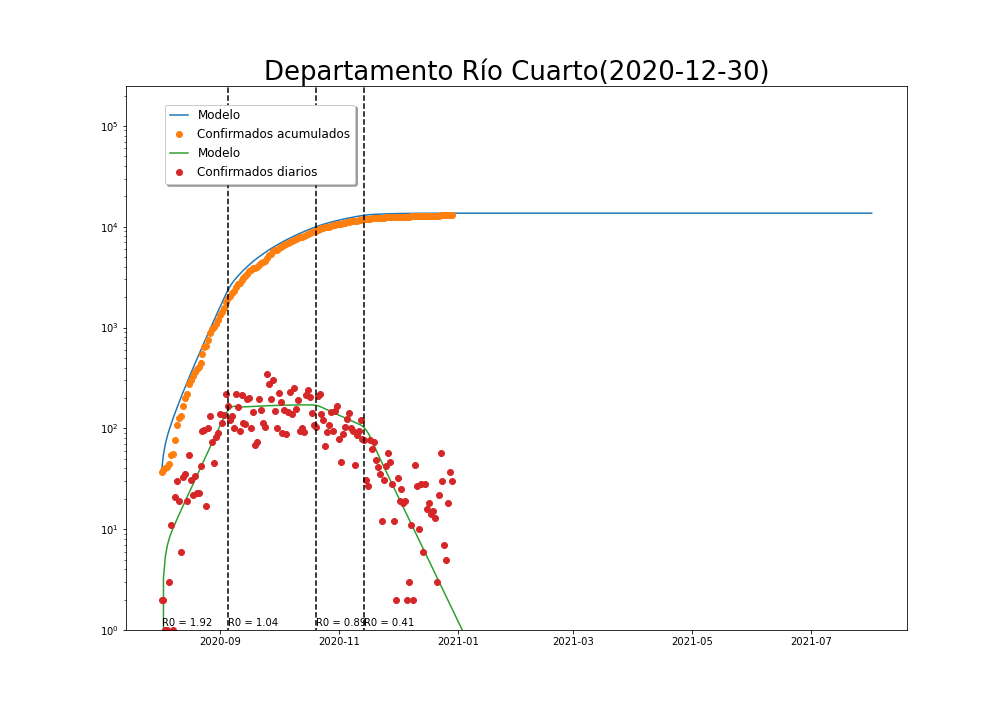 Departamento Río Cuarto(2020-12-30)
Modelo
Confirmados acumulados
Modelo
Confirmados diarios
10^5
10^4
10^3
10^2
10^1
10^0
R0 = 1.92 R0 = 1.04 R0 = 0.89 R0 = 0.41
2020-09 2020-11 2021-01 2021-03 2021-05 2021-07